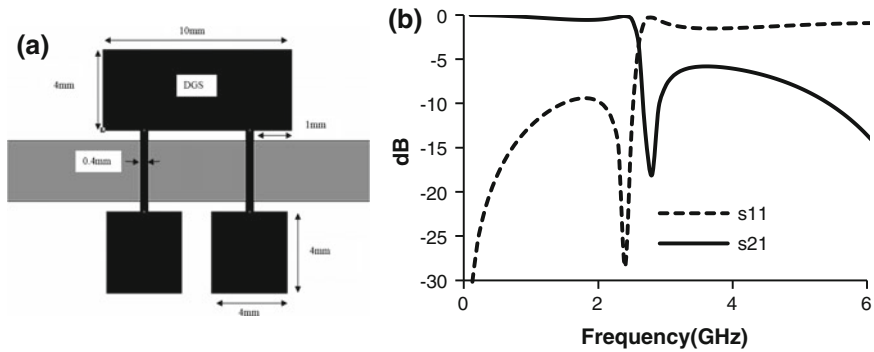 (a)
10mm
4mm
DGS
1mm
0.4mm
4mm
4mm
(b)
0
-5
-10
-15
-20
-25
-30
dB
s11
s21
0
2
4
6
Frequency(GHz)